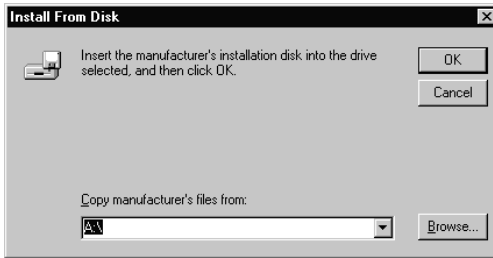 Install From Disk
Insert the manufacturer's installation disk into the drive
selected, and then click OK.
OK
Cancel
Copy manufacturer's files from:
A:\
Browse...